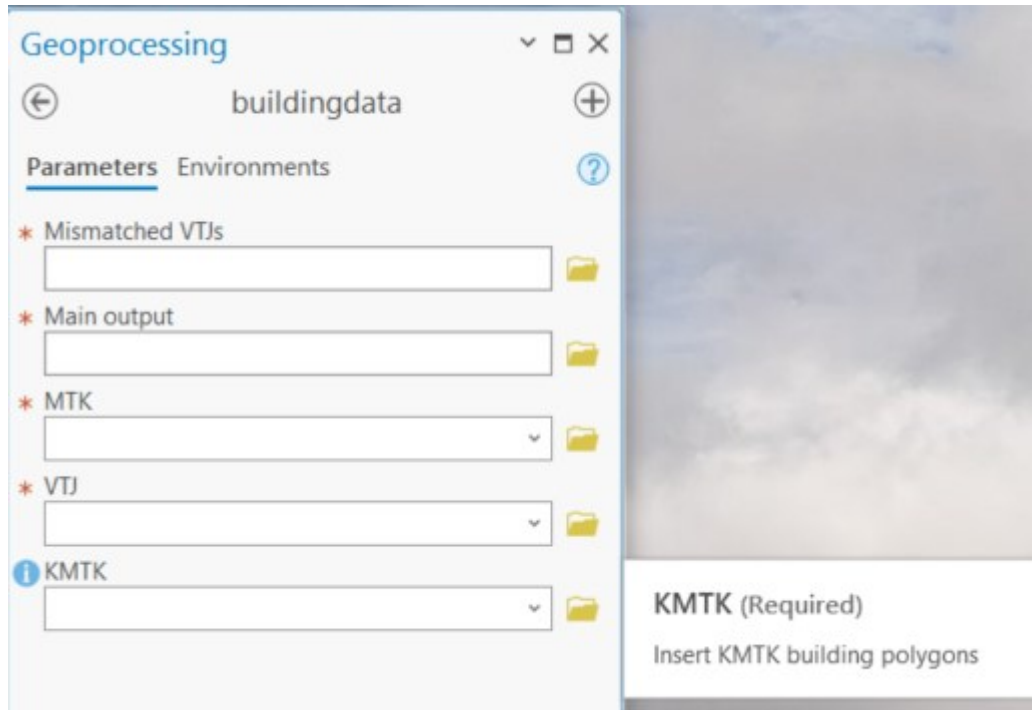 Geoprocessing
buildingdata
Parameters Environments
* Mismatched VTJs
* Main output
* MTK
* VTJ
KMTK
KMTK (Required)
Insert KMTK building polygons